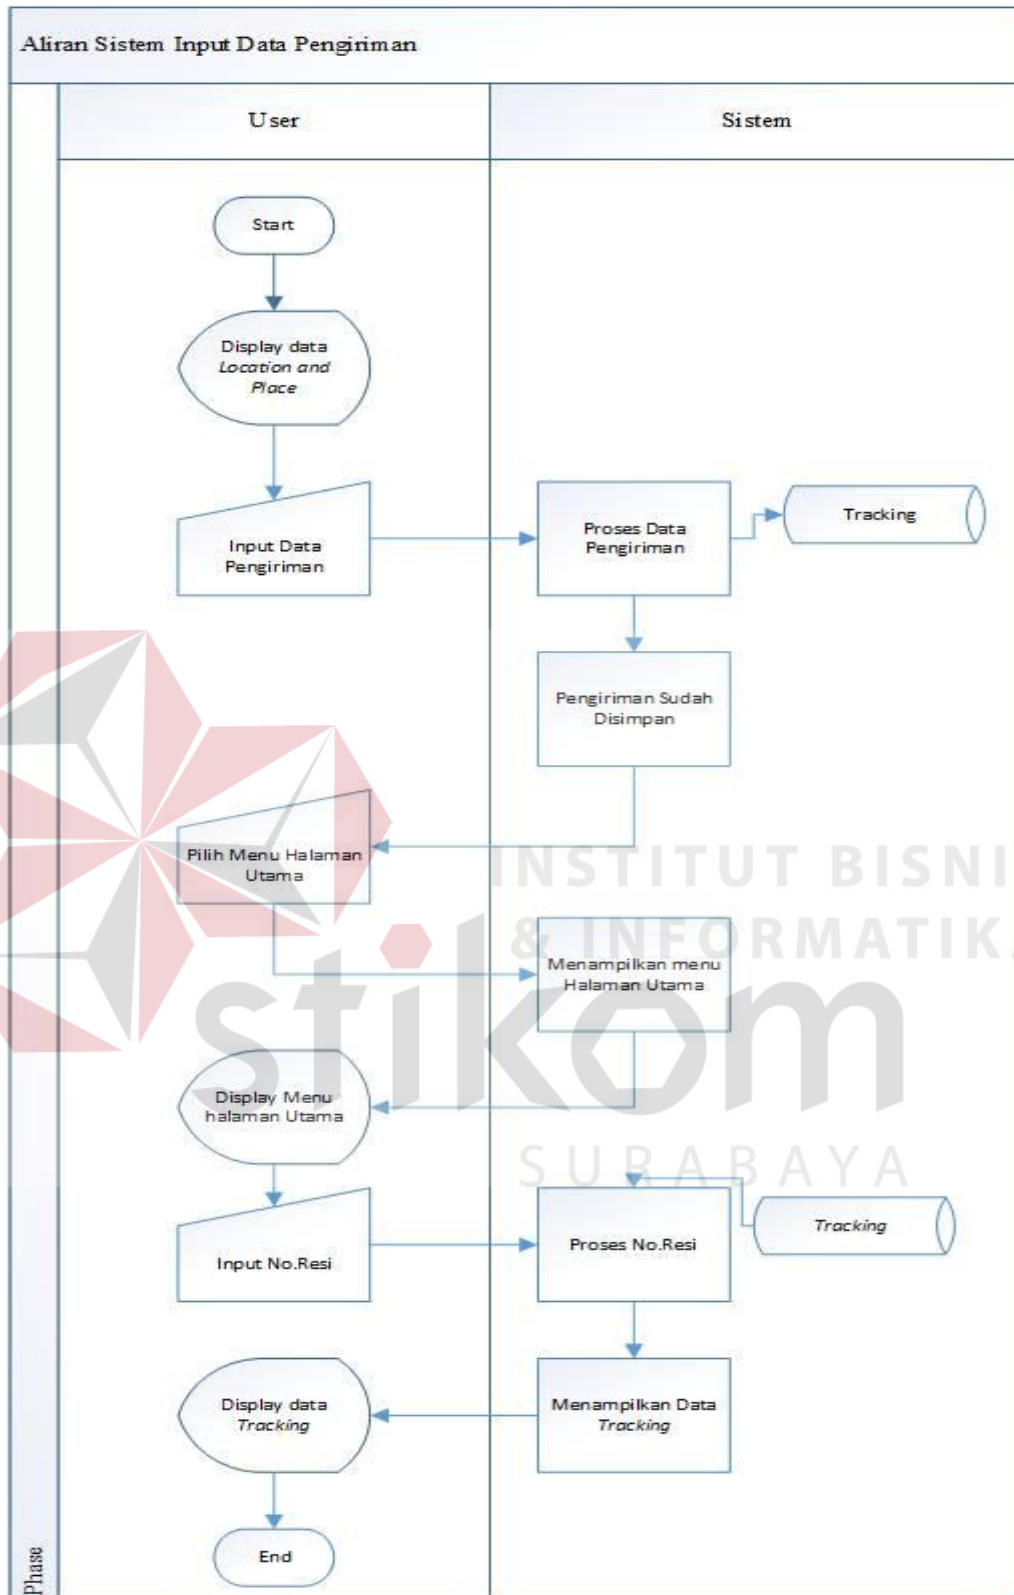 Aliran Sistem Input Data Pengiriman
User
Sistem
Start
Display data
Location and
Place
Input Data
Pengiriman
Proses Data
Pengiriman
Tracking
Pengiriman Sudah
Disimpan
Pilih Menu Halaman
Utama
INSTITUT BISNI
& INFORMATIKA
Menampilkan menu
Halaman Utama
stikom
Display Menu
halaman Utama
SURABAYA
Input No.Resi
Proses No.Resi
Tracking
Display data
Tracking
Menampilkan Data
Tracking
End
Phase